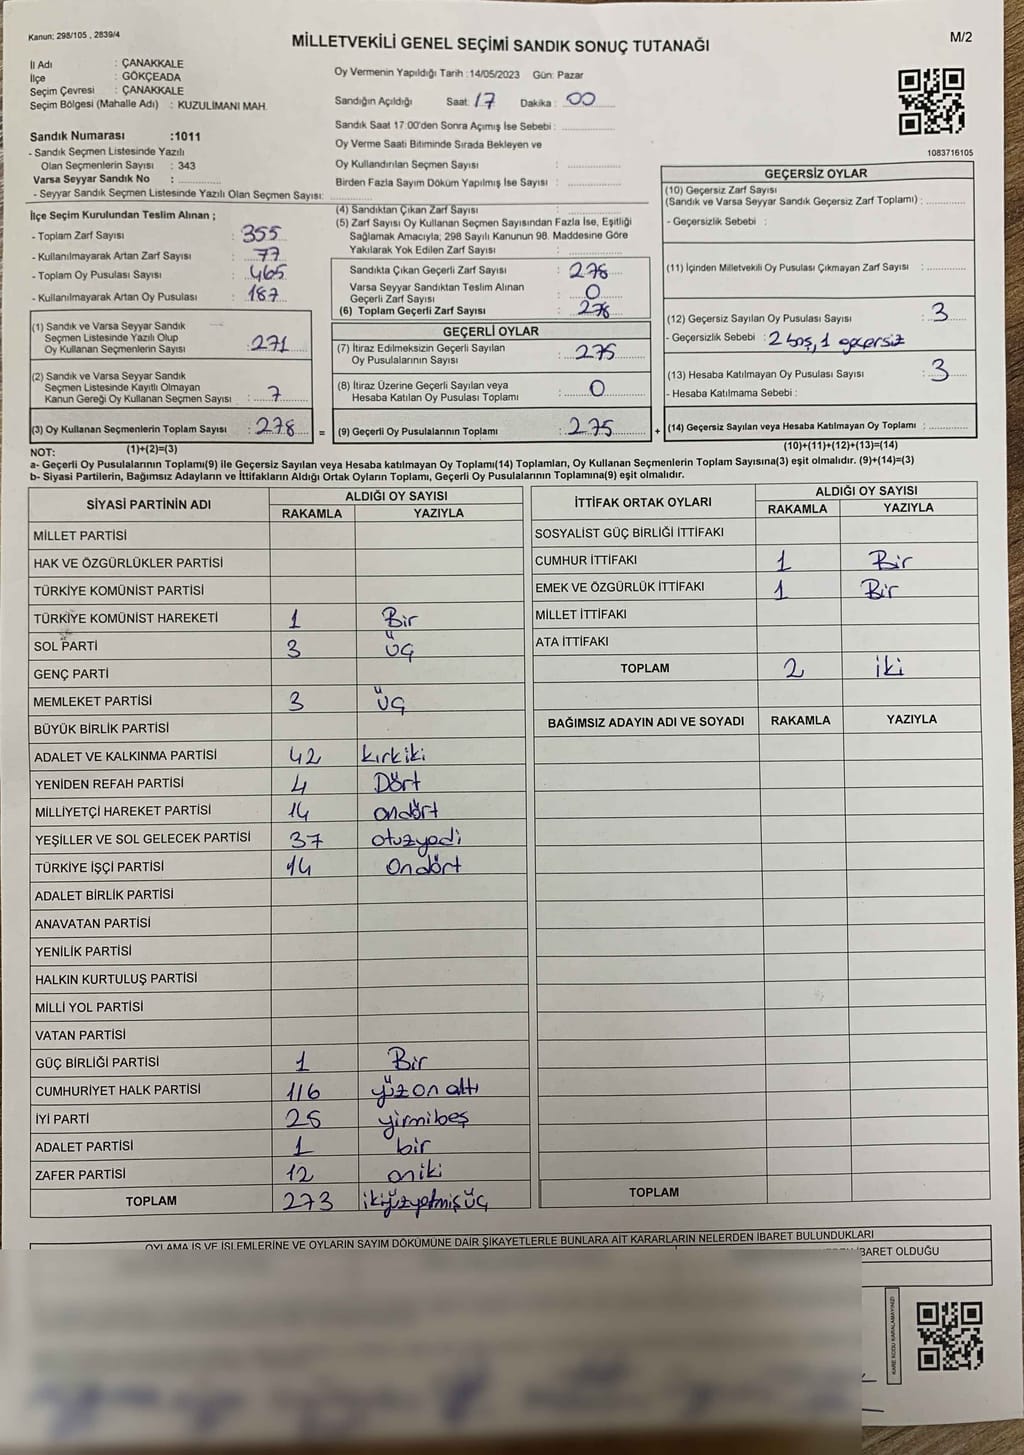 Kanun: 298/105 , 2839/4
MİLLETVEKİLİ GENEL SEÇİMİ SANDIK SONUÇ TUTANAĞI
M/2
İl Adı : ÇANAKKALE
İlçe : GÖKÇEADA
Seçim Çevresi : ÇANAKKALE
Seçim Bölgesi (Mahalle Adı) : KUZULİMANI MAH.
Sandık Numarası :1011
- Sandık Seçmen Listesinde Yazılı
Olan Seçmenlerin Sayısı : 343
Varsa Seyyar Sandık No :
- Seyyar Sandık Seçmen Listesinde Yazılı Olan Seçmen Sayısı:
Oy Vermenin Yapıldığı Tarih :14/05/2023 Gün: Pazar
Sandığın Açıldığı Saat: 17 Dakika : 00
Sandık Saat 17:00'den Sonra Açımış İse Sebebi :
Oy Verme Saati Bitiminde Sırada Bekleyen ve
Oy Kullandırılan Seçmen Sayısı :
Birden Fazla Sayım Döküm Yapılmış İse Sayısı :
1083716105
İlçe Seçim Kurulundan Teslim Alınan ;
- Toplam Zarf Sayısı : 355
- Kullanılmayarak Artan Zarf Sayısı : 77
- Toplam Oy Pusulası Sayısı : 465
- Kullanılmayarak Artan Oy Pusulası : 187
(1) Sandık ve Varsa Seyyar Sandık
Seçmen Listesinde Yazılı Olup
Oy Kullanan Seçmenlerin Sayısı : 271
(2) Sandık ve Varsa Seyyar Sandık
Seçmen Listesinde Kayıtlı Olmayan
Kanun Gereği Oy Kullanan Seçmen Sayısı : 7
(3) Oy Kullanan Seçmenlerin Toplam Sayısı : 278 =
(1)+(2)=(3)
(4) Sandıktan Çıkan Zarf Sayısı :
(5) Zarf Sayısı Oy Kullanan Seçmen Sayısından Fazla İse, Eşitliği
Sağlamak Amacıyla, 298 Sayılı Kanunun 98. Maddesine Göre
Yakılarak Yok Edilen Zarf Sayısı :
Sandıkta Çıkan Geçerli Zarf Sayısı : 278
Varsa Seyyar Sandıktan Teslim Alınan
Geçerli Zarf Sayısı : 0
(6) Toplam Geçerli Zarf Sayısı : 278
GEÇERLİ OYLAR
(7) İtiraz Edilmeksizin Geçerli Sayılan
Oy Pusulalarının Sayısı : 275
(8) İtiraz Üzerine Geçerli Sayılan veya
Hesaba Katılan Oy Pusulası Toplamı : 0
(9) Geçerli Oy Pusulalarının Toplamı : 275 +
GEÇERSİZ OYLAR
(10) Geçersiz Zarf Sayısı
(Sandık ve Varsa Seyyar Sandık Geçersiz Zarf Toplamı) :
- Geçersizlik Sebebi :
(11) İçinden Milletvekili Oy Pusulası Çıkmayan Zarf Sayısı :
(12) Geçersiz Sayılan Oy Pusulası Sayısı : 3
- Geçersizlik Sebebi : 2 boş, 1 geçersiz
(13) Hesaba Katılmayan Oy Pusulası Sayısı : 3
- Hesaba Katılmama Sebebi :
(14) Geçersiz Sayılan veya Hesaba Katılmayan Oy Toplamı :
(10)+(11)+(12)+(13)=(14)
NOT:
a- Geçerli Oy Pusulalarının Toplamı(9) ile Geçersiz Sayılan veya Hesaba katılmayan Oy Toplamı(14) Toplamları, Oy Kullanan Seçmenlerin Toplam Sayısına(3) eşit olmalıdır. (9)+(14)=(3)
b- Siyasi Partilerin, Bağımsız Adayların ve İttifakların Aldığı Ortak Oyların Toplamı, Geçerli Oy Pusulalarının Toplamına(9) eşit olmalıdır.
SİYASİ PARTİNİN ADI ALDIĞI OY SAYISI
RAKAMLA YAZIYLA
MİLLET PARTİSİ
HAK VE ÖZGÜRLÜKLER PARTİSİ
TÜRKİYE KOMÜNİST PARTİSİ
TÜRKİYE KOMÜNİST HAREKETİ 1 Bir
SOL PARTİ 3 üç
GENÇ PARTİ
MEMLEKET PARTİSİ 3 üç
BÜYÜK BİRLİK PARTİSİ
ADALET VE KALKINMA PARTİSİ 42 kırkiki
YENİDEN REFAH PARTİSİ 4 Dört
MİLLİYETÇİ HAREKET PARTİSİ 14 ondört
YEŞİLLER VE SOL GELECEK PARTİSİ 37 otuzyedi
TÜRKİYE İŞÇİ PARTİSİ 14 Ondört
ADALET BİRLİK PARTİSİ
ANAVATAN PARTİSİ
YENİLİK PARTİSİ
HALKIN KURTULUŞ PARTİSİ
MİLLİ YOL PARTİSİ
VATAN PARTİSİ
GÜÇ BİRLİĞİ PARTİSİ 1 Bir
CUMHURİYET HALK PARTİSİ 116 yüzonaltı
İYİ PARTİ 25 yirmibeş
ADALET PARTİSİ 1 bir
ZAFER PARTİSİ 12 oniki
TOPLAM 273 ikiyüzyetmişüç
İTTİFAK ORTAK OYLARI ALDIĞI OY SAYISI
RAKAMLA YAZIYLA
SOSYALİST GÜÇ BİRLİĞİ İTTİFAKI
CUMHUR İTTİFAKI 1 Bir
EMEK VE ÖZGÜRLÜK İTTİFAKI 1 Bir
MİLLET İTTİFAKI
ATA İTTİFAKI
TOPLAM 2 iki
BAĞIMSIZ ADAYIN ADI VE SOYADI RAKAMLA YAZIYLA
TOPLAM
OYLAMA İŞ VE İŞLEMLERİNE VE OYLARIN SAYIM DÖKÜMÜNE DAİR ŞİKAYETLERLE BUNLARA AİT KARARLARIN NELERDEN İBARET BULUNDUKLARI
İBARET OLDUĞU
KARE KODU KARALAMAYINIZ!